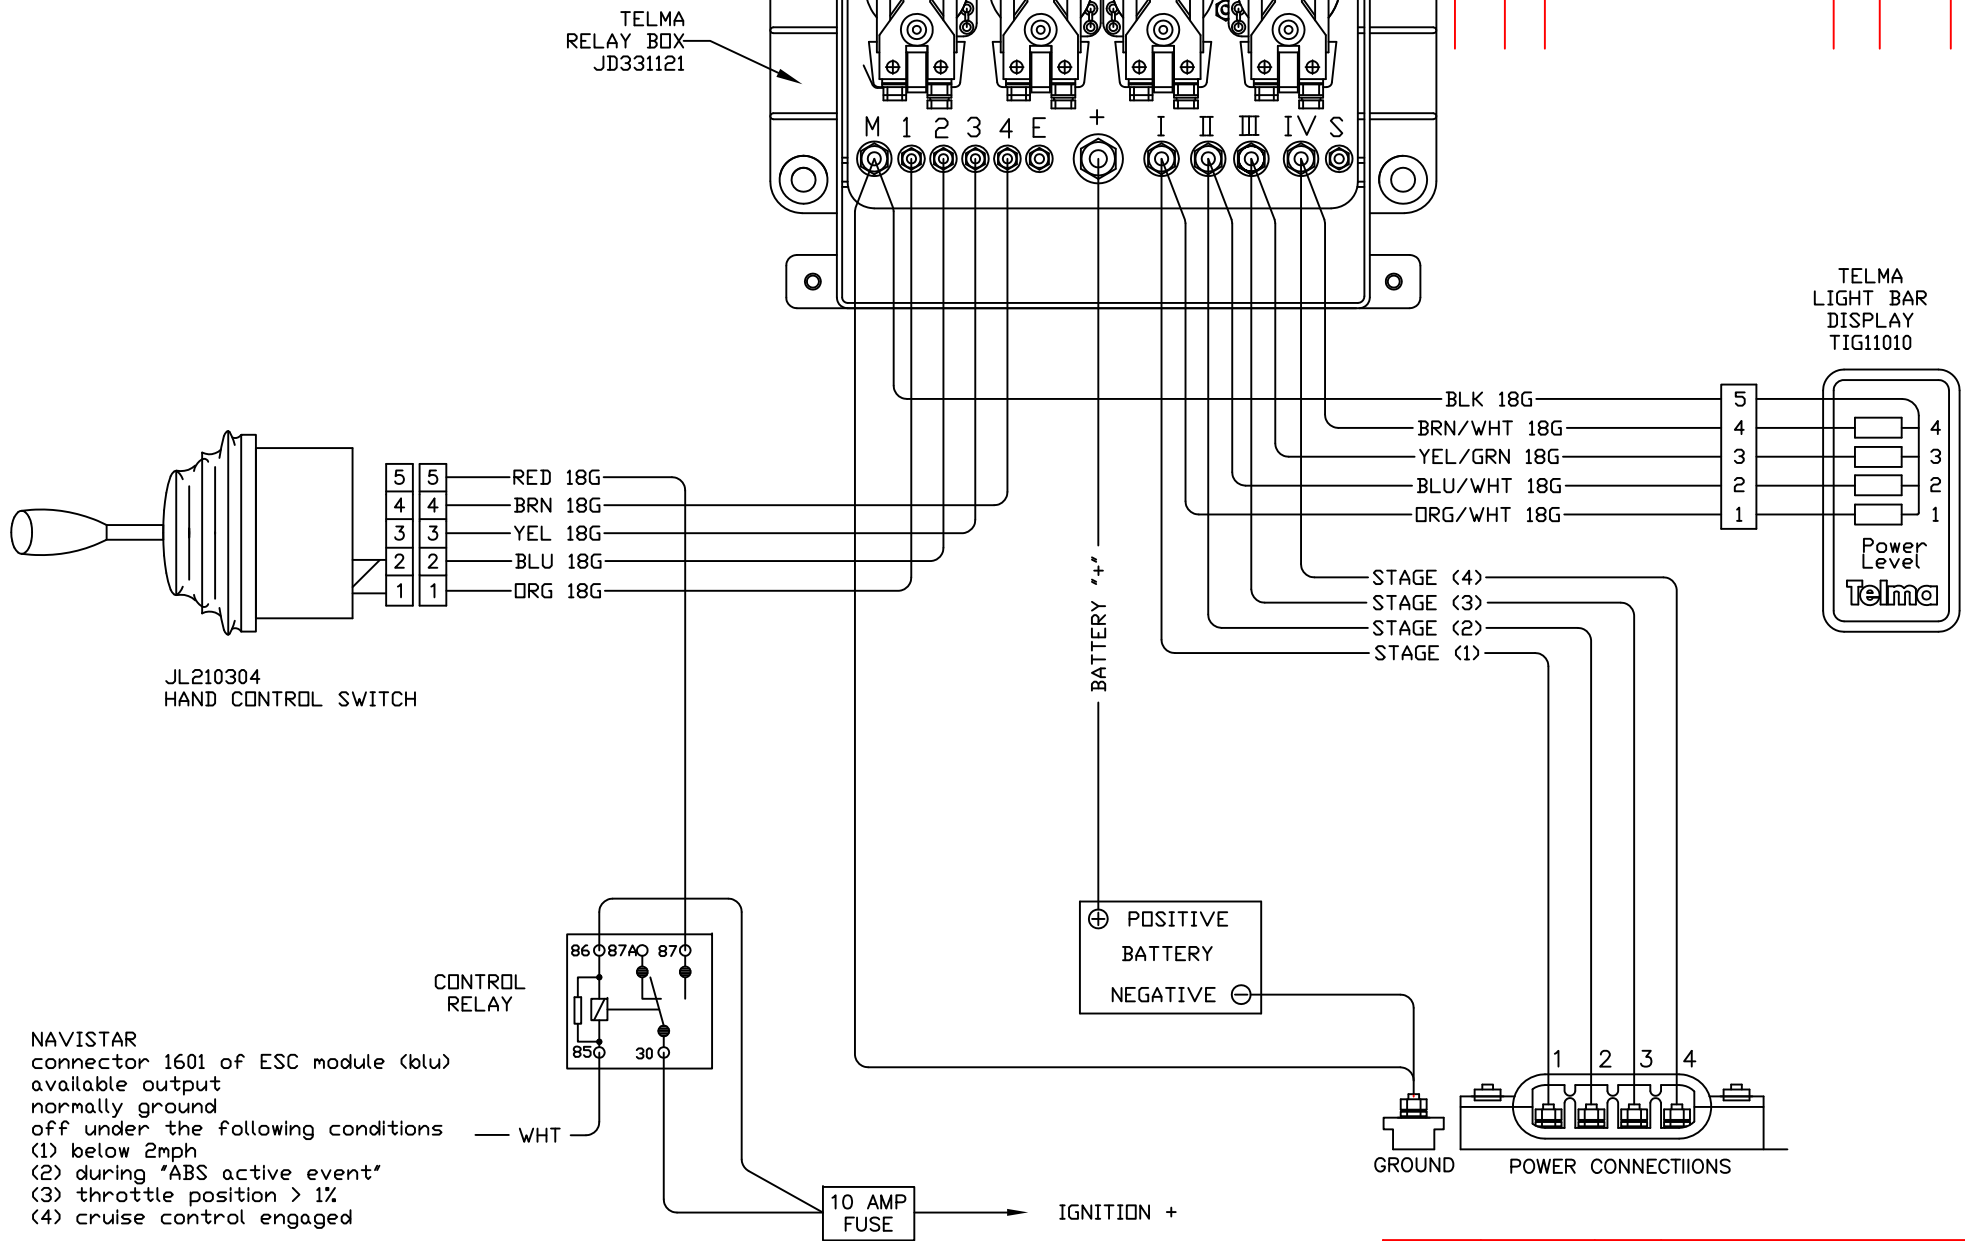 TELMA
RELAY BOX
JD331121
M 1 2 3 4 E + I II III IV S
TELMA
LIGHT BAR
DISPLAY
TIG11010
BLK 18G 5
BRN/WHT 18G 4 4
YEL/GRN 18G 3 3
BLU/WHT 18G 2 2
ORG/WHT 18G 1 1
Power
Level
Telma
5 5 RED 18G
4 4 BRN 18G
3 3 YEL 18G
2 2 BLU 18G
1 1 ORG 18G
STAGE (4)
STAGE (3)
STAGE (2)
STAGE (1)
BATTERY "+"
JL210304
HAND CONTROL SWITCH
+ POSITIVE
BATTERY
NEGATIVE −
86 87A 87
CONTROL
RELAY
85 30
NAVISTAR
connector 1601 of ESC module (blu)
available output
normally ground
off under the following conditions
(1) below 2mph
(2) during "ABS active event"
(3) throttle position > 1%
(4) cruise control engaged
WHT
10 AMP
FUSE
IGNITION +
1 2 3 4
GROUND
POWER CONNECTIIONS